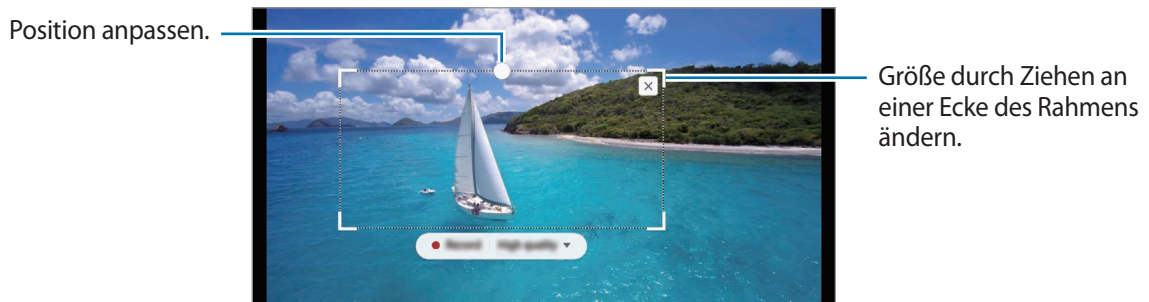 Position anpassen.
Größe durch Ziehen an
einer Ecke des Rahmens
ändern.